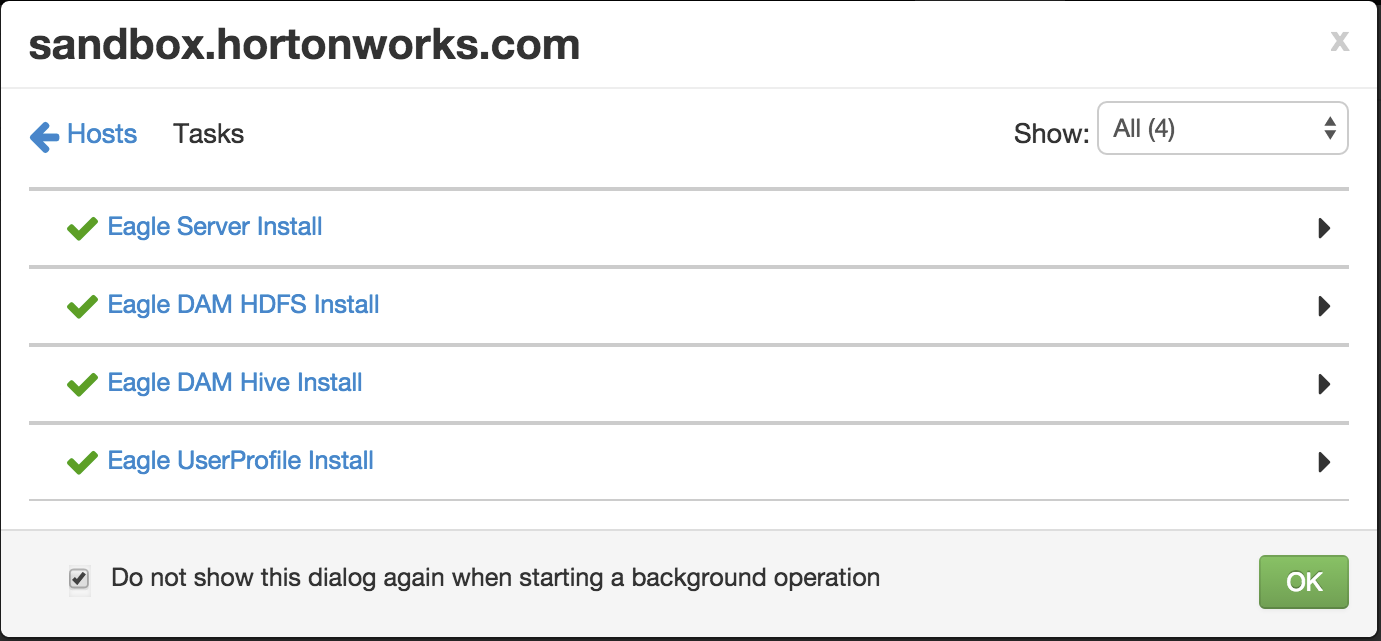 sandbox.hortonworks.com
x
Hosts Tasks Show: All (4)
Eagle Server Install
Eagle DAM HDFS Install
Eagle DAM Hive Install
Eagle UserProfile Install
Do not show this dialog again when starting a background operation OK